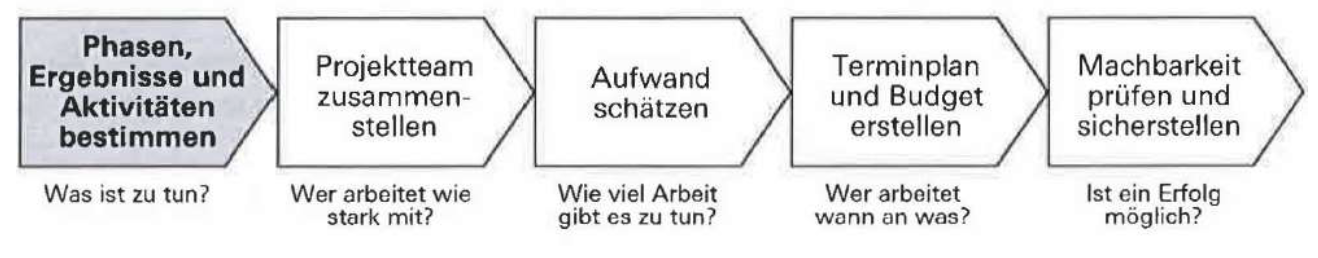 Phasen,
Ergebnisse und
Aktivitäten
bestimmen
Projektteam
zusammen-
stellen
Aufwand
schätzen
Terminplan
und Budget
erstellen
Machbarkeit
prüfen und
sicherstellen
Was ist zu tun?
Wer arbeitet wie
stark mit?
Wie viel Arbeit
gibt es zu tun?
Wer arbeitet
wann an was?
Ist ein Erfolg
möglich?